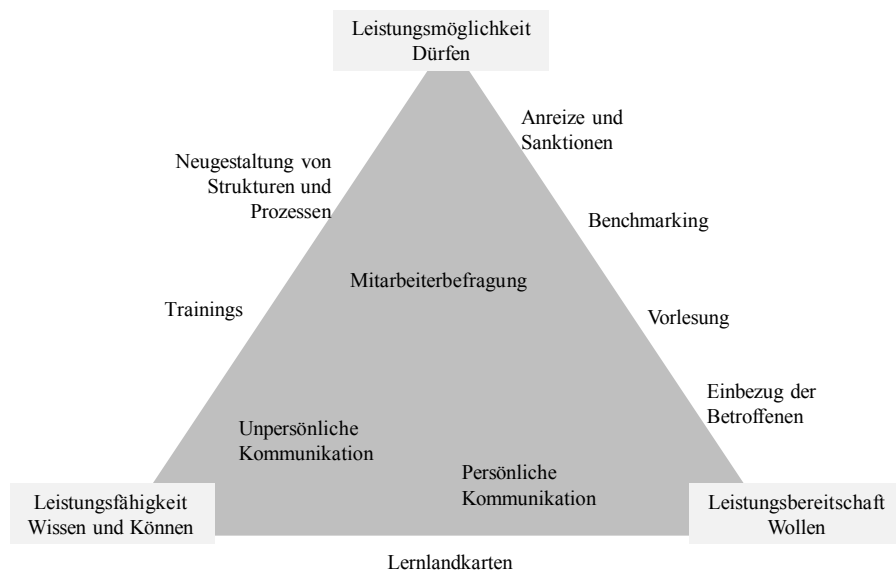 Leistungsmöglichkeit
Dürfen
Anreize und
Sanktionen
Neugestaltung von
Strukturen und
Prozessen
Benchmarking
Mitarbeiterbefragung
Trainings
Vorlesung
Einbezug der
Betroffenen
Unpersönliche
Kommunikation
Persönliche
Kommunikation
Leistungsfähigkeit
Wissen und Können
Leistungsbereitschaft
Wollen
Lernlandkarten